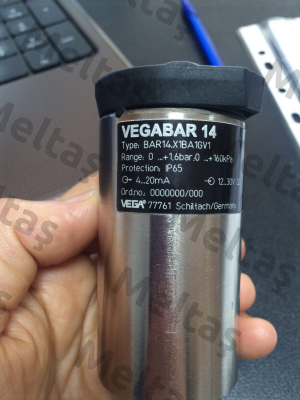 VEGABAR 14
Type: BAR14.X1BA1GV1
Range: 0 ...+1,6bar,0 ...+160kPa
Protection: IP65
4...20mA 12...30V
Ord.no.: 0000000/000
VEGA 77761 Schiltach/Germany
Meltaş